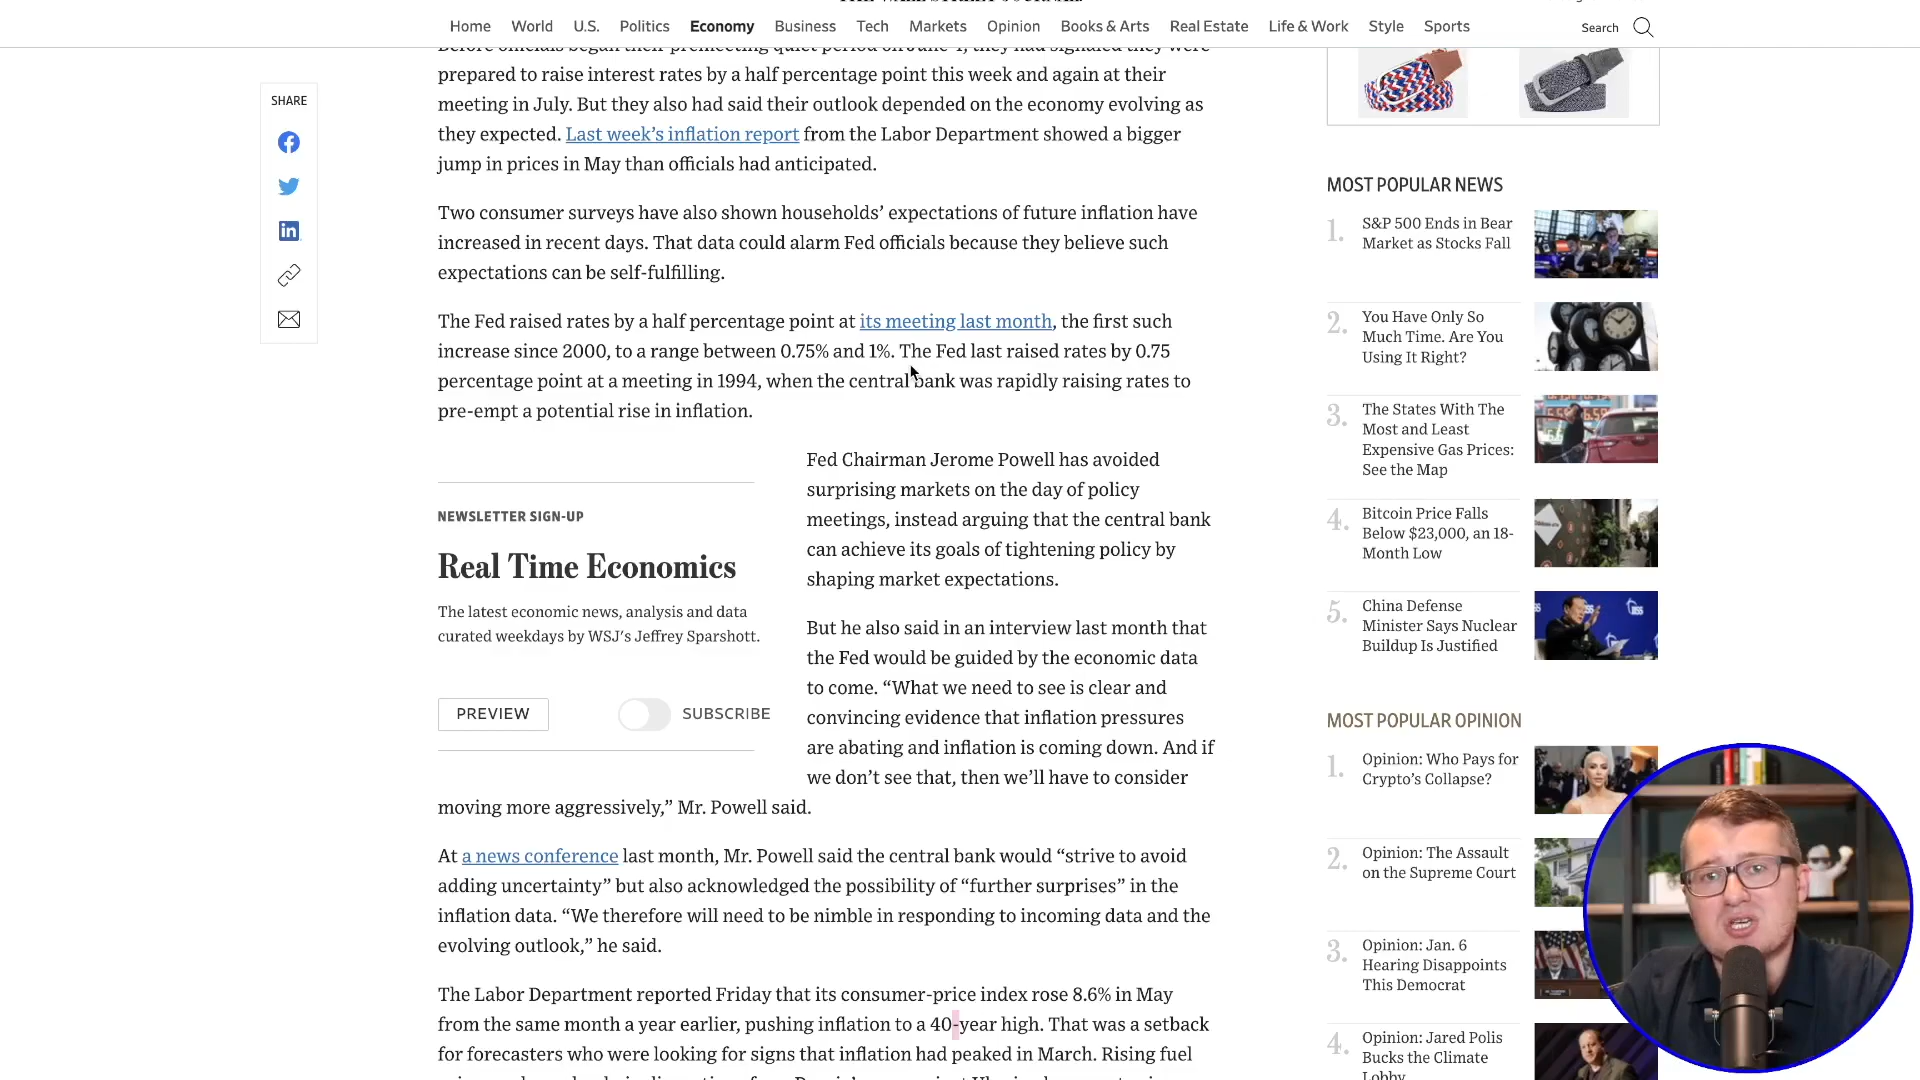 THE WALL STREET JOURNAL
Home World U.S. Politics Economy Business Tech Markets Opinion Books & Arts Real Estate Life & Work Style Sports Search
SHARE
Before officials began their premeeting quiet period on June 4, they had signaled they were
prepared to raise interest rates by a half percentage point this week and again at their
meeting in July. But they also had said their outlook depended on the economy evolving as
they expected. Last week’s inflation report from the Labor Department showed a bigger
jump in prices in May than officials had anticipated.
Two consumer surveys have also shown households’ expectations of future inflation have
increased in recent days. That data could alarm Fed officials because they believe such
expectations can be self-fulfilling.
The Fed raised rates by a half percentage point at its meeting last month, the first such
increase since 2000, to a range between 0.75% and 1%. The Fed last raised rates by 0.75
percentage point at a meeting in 1994, when the central bank was rapidly raising rates to
pre-empt a potential rise in inflation.
NEWSLETTER SIGN-UP
Real Time Economics
The latest economic news, analysis and data
curated weekdays by WSJ's Jeffrey Sparshott.
PREVIEW
SUBSCRIBE
Fed Chairman Jerome Powell has avoided
surprising markets on the day of policy
meetings, instead arguing that the central bank
can achieve its goals of tightening policy by
shaping market expectations.
But he also said in an interview last month that
the Fed would be guided by the economic data
to come. “What we need to see is clear and
convincing evidence that inflation pressures
are abating and inflation is coming down. And if
we don’t see that, then we’ll have to consider
moving more aggressively,” Mr. Powell said.
At a news conference last month, Mr. Powell said the central bank would “strive to avoid
adding uncertainty” but also acknowledged the possibility of “further surprises” in the
inflation data. “We therefore will need to be nimble in responding to incoming data and the
evolving outlook,” he said.
The Labor Department reported Friday that its consumer-price index rose 8.6% in May
from the same month a year earlier, pushing inflation to a 40-year high. That was a setback
for forecasters who were looking for signs that inflation had peaked in March. Rising fuel
MOST POPULAR NEWS
1. S&P 500 Ends in Bear
Market as Stocks Fall
2. You Have Only So
Much Time. Are You
Using It Right?
3. The States With The
Most and Least
Expensive Gas Prices:
See the Map
4. Bitcoin Price Falls
Below $23,000, an 18-
Month Low
5. China Defense
Minister Says Nuclear
Buildup Is Justified
MOST POPULAR OPINION
1. Opinion: Who Pays for
Crypto’s Collapse?
2. Opinion: The Assault
on the Supreme Court
3. Opinion: Jan. 6
Hearing Disappoints
This Democrat
4. Opinion: Jared Polis
Bucks the Climate
Lobby